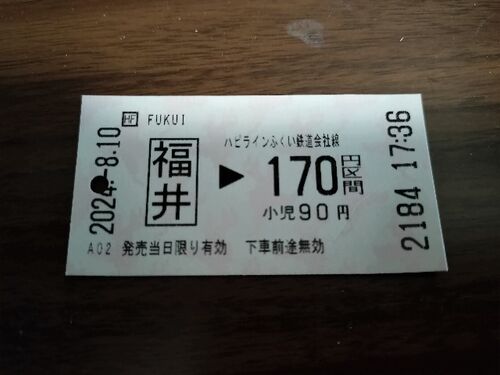 HF FUKUI
2024.-8.10
福井
▶
ハピラインふくい鉄道会社線
170円区間
小児90円
A02 発売当日限り有効 下車前途無効
2184 17:36